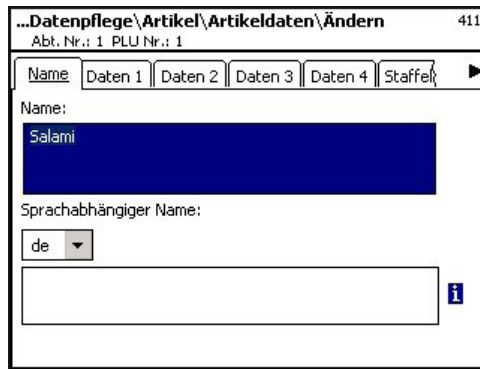 ...Datenpflege\Artikel\Artikeldaten\Ändern 411
Abt. Nr.: 1 PLU Nr.: 1
Name Daten 1 Daten 2 Daten 3 Daten 4 Staffel
Name:
Salami
Sprachabhängiger Name:
de
i